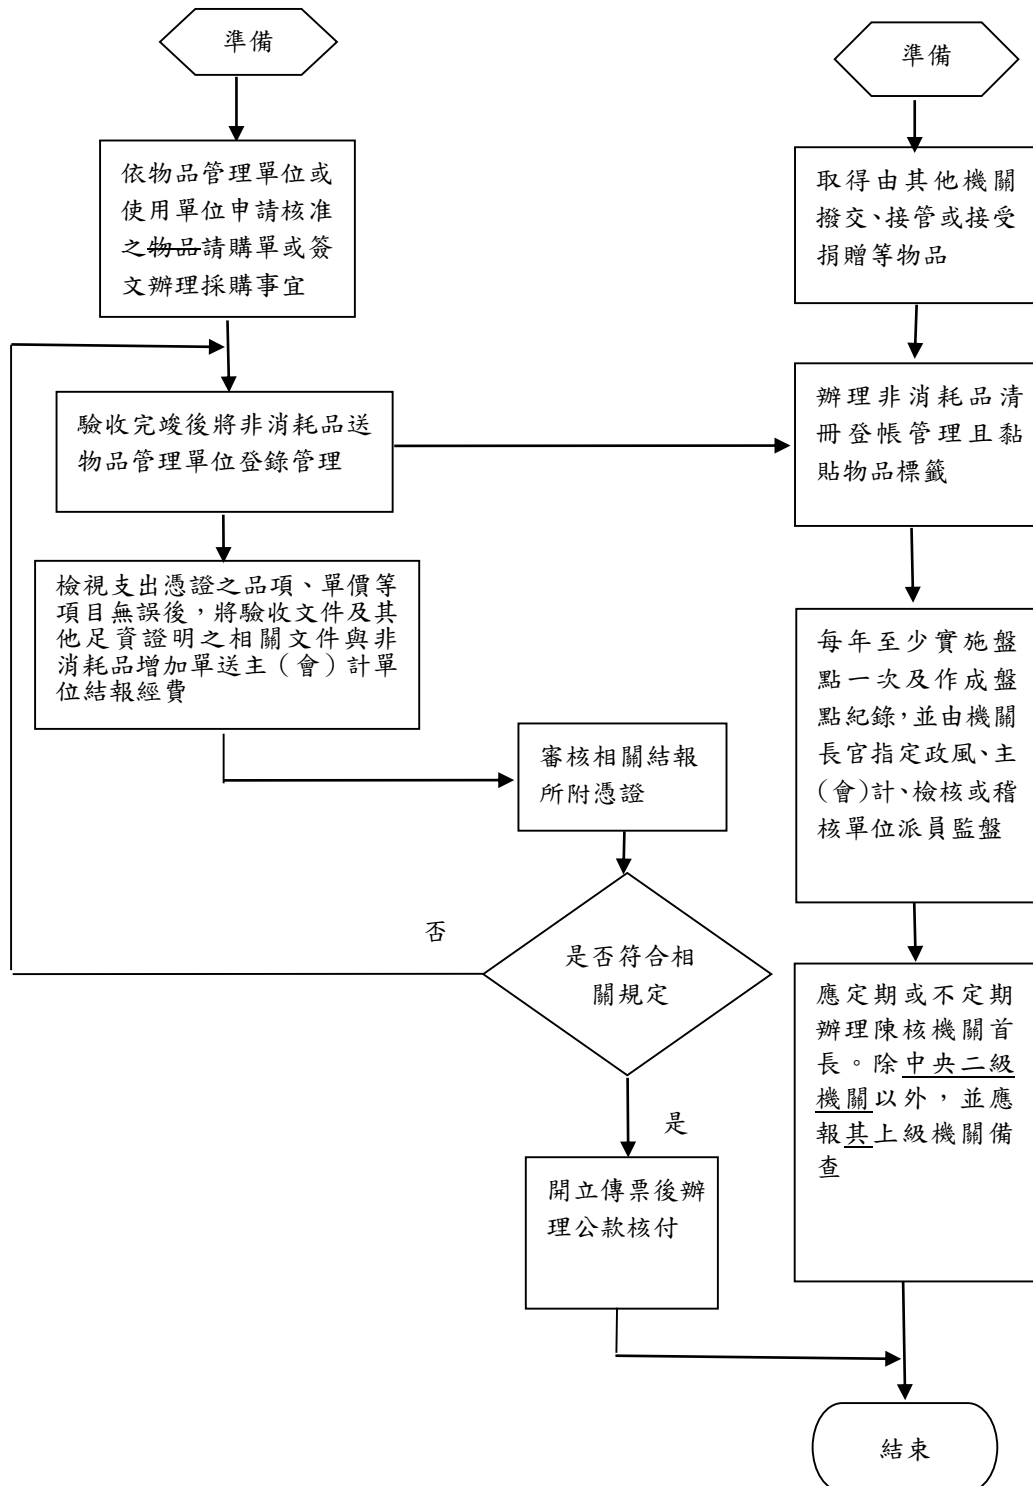 準備
依物品管理單位或
使用單位申請核准
之物品請購單或簽
文辦理採購事宜
驗收完竣後將非消耗品送
物品管理單位登錄管理
檢視支出憑證之品項、單價等
項目無誤後，將驗收文件及其
他足資證明之相關文件與非
消耗品增加單送主（會）計單
位結報經費
審核相關結報
所附憑證
否
是否符合相
關規定
是
開立傳票後辦
理公款核付
準備
取得由其他機關
撥交、接管或接受
捐贈等物品
辦理非消耗品清
冊登帳管理且黏
貼物品標籤
每年至少實施盤
點一次及作成盤
點紀錄，並由機關
長官指定政風、主
（會）計、檢核或稽
核單位派員監盤
應定期或不定期
辦理陳核機關首
長。除中央二級
機關以外，並應
報其上級機關備
查
結束